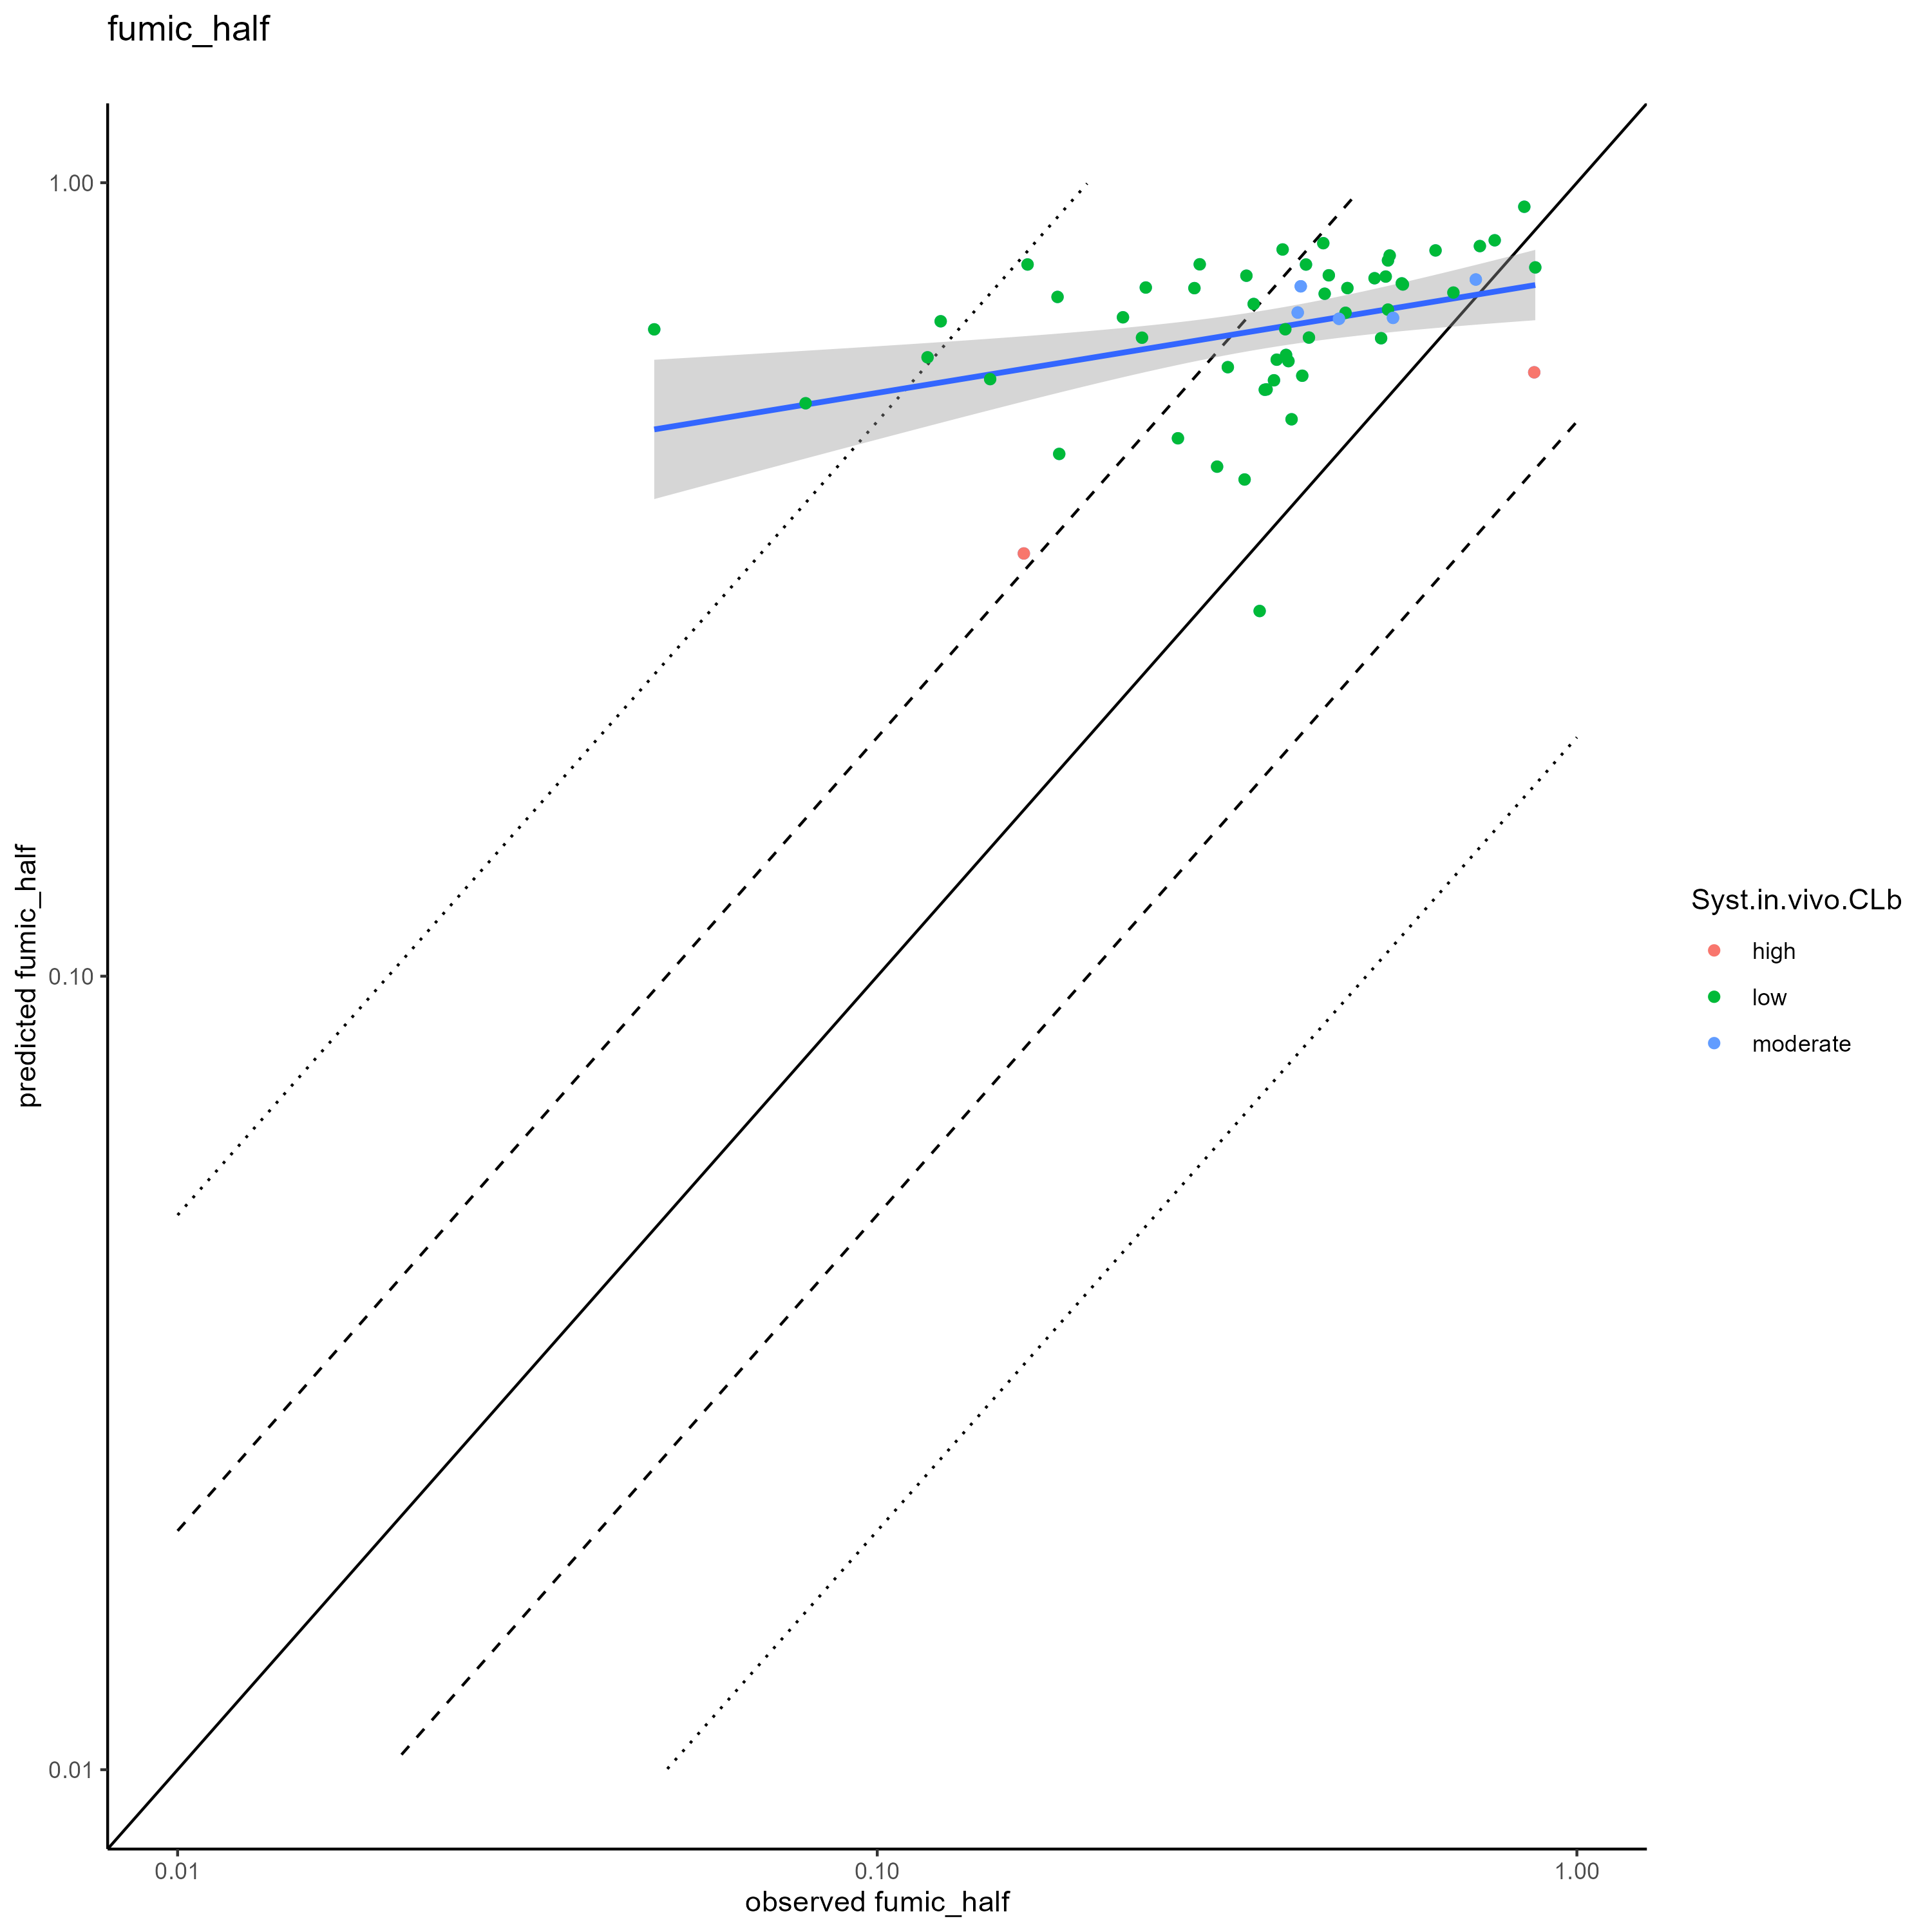 fumic_half
1.00
0.10
0.01
predicted fumic_half
0.01
0.10
1.00
observed fumic_half
Syst.in.vivo.CLb
high
low
moderate